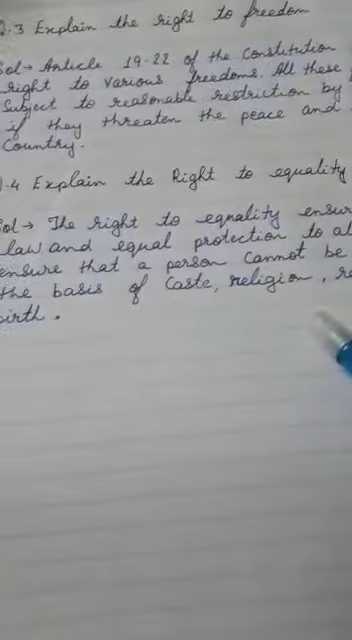 Q.3 Explain the right to freedom
Sol→ Article 19-22 of the Constitution
right to various freedoms. All these
Subject to reasonable restriction by
if they threaten the peace and
Country.
Q.4 Explain the Right to equality
Sol→ The right to equality ensur
law and equal protection to al
ensure that a person cannot be
the basis of Caste, religion, ra
birth.